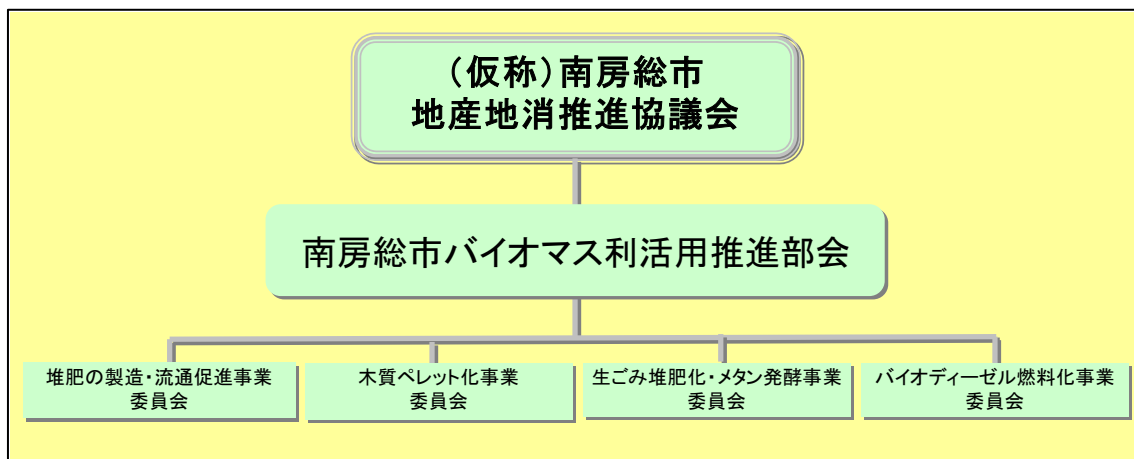 （仮称）南房総市
地産地消推進協議会
南房総市バイオマス利活用推進部会
堆肥の製造・流通促進事業
委員会
木質ペレット化事業
委員会
生ごみ堆肥化・メタン発酵事業
委員会
バイオディーゼル燃料化事業
委員会